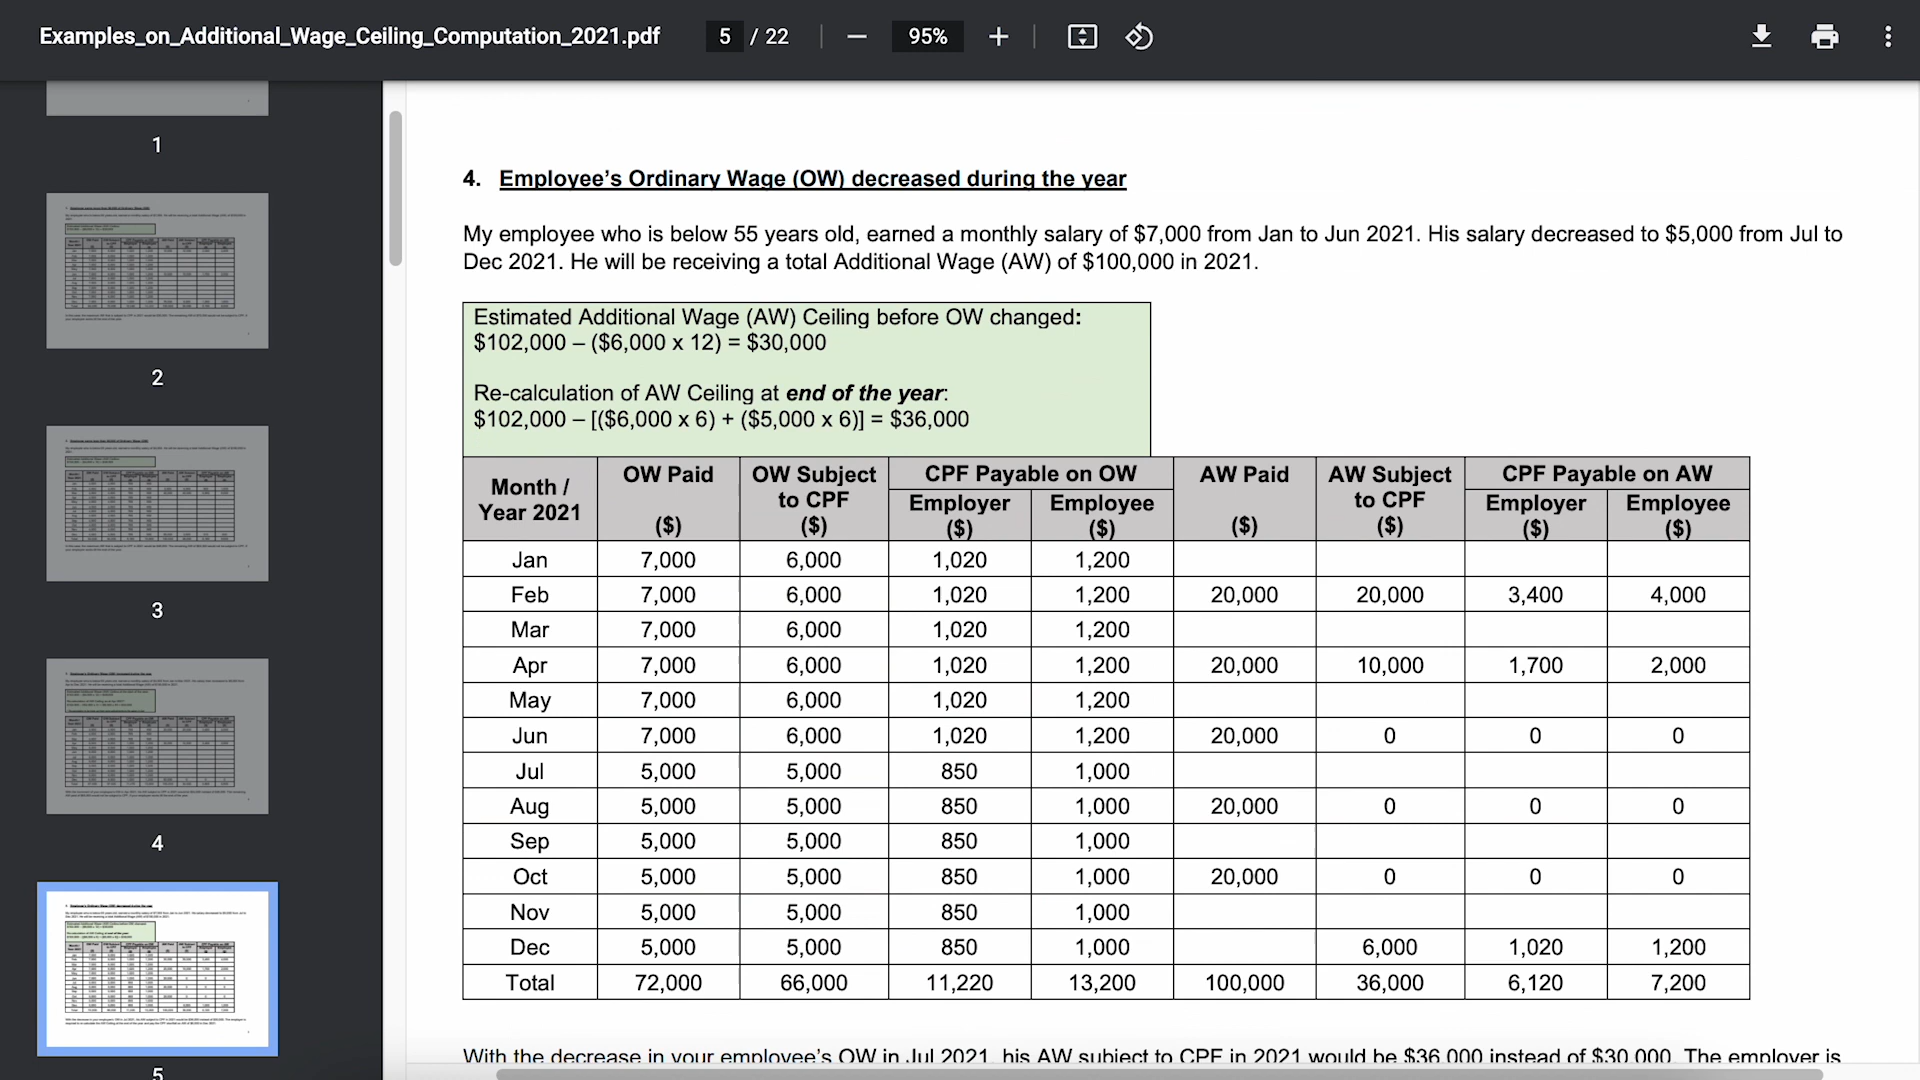 Examples_on_Additional_Wage_Ceiling_Computation_2021.pdf 5 / 22 95%
1
2
3
4
5
4. Employee's Ordinary Wage (OW) decreased during the year
My employee who is below 55 years old, earned a monthly salary of $7,000 from Jan to Jun 2021. His salary decreased to $5,000 from Jul to
Dec 2021. He will be receiving a total Additional Wage (AW) of $100,000 in 2021.
Estimated Additional Wage (AW) Ceiling before OW changed:
$102,000 – ($6,000 x 12) = $30,000
Re-calculation of AW Ceiling at end of the year:
$102,000 – [($6,000 x 6) + ($5,000 x 6)] = $36,000
Month / Year 2021 OW Paid ($) OW Subject to CPF ($) CPF Payable on OW AW Paid ($) AW Subject to CPF ($) CPF Payable on AW
Employer ($) Employee ($) Employer ($) Employee ($)
Jan 7,000 6,000 1,020 1,200
Feb 7,000 6,000 1,020 1,200 20,000 20,000 3,400 4,000
Mar 7,000 6,000 1,020 1,200
Apr 7,000 6,000 1,020 1,200 20,000 10,000 1,700 2,000
May 7,000 6,000 1,020 1,200
Jun 7,000 6,000 1,020 1,200 20,000 0 0 0
Jul 5,000 5,000 850 1,000
Aug 5,000 5,000 850 1,000 20,000 0 0 0
Sep 5,000 5,000 850 1,000
Oct 5,000 5,000 850 1,000 20,000 0 0 0
Nov 5,000 5,000 850 1,000
Dec 5,000 5,000 850 1,000 6,000 1,020 1,200
Total 72,000 66,000 11,220 13,200 100,000 36,000 6,120 7,200
With the decrease in your employee's OW in Jul 2021, his AW subject to CPF in 2021 would be $36,000 instead of $30,000. The employer is